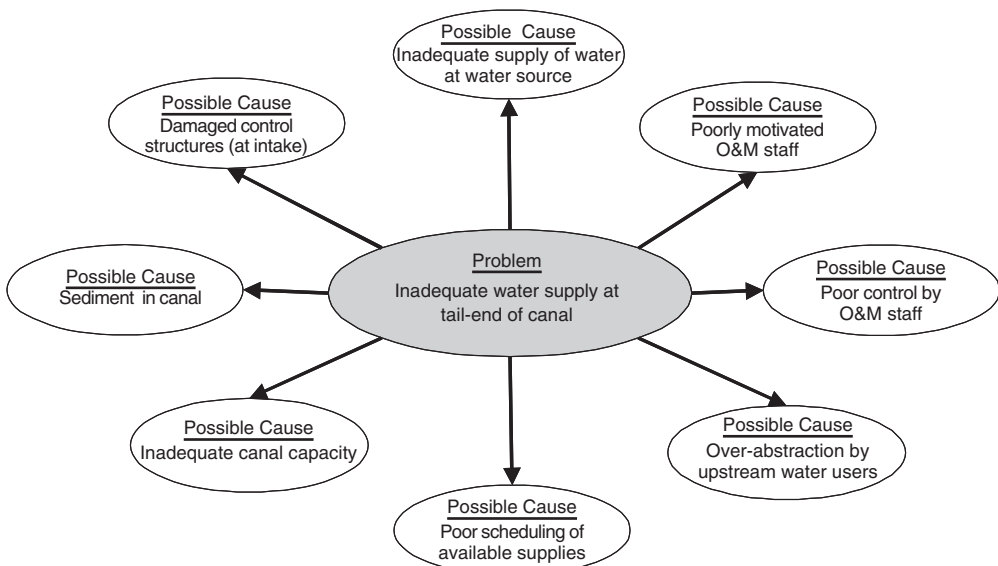 Possible Cause
Inadequate supply of water
at water source
Possible Cause
Damaged control
structures (at intake)
Possible Cause
Poorly motivated
O&M staff
Possible Cause
Sediment in canal
Problem
Inadequate water supply at
tail-end of canal
Possible Cause
Poor control by
O&M staff
Possible Cause
Inadequate canal capacity
Possible Cause
Over-abstraction by
upstream water users
Possible Cause
Poor scheduling of
available supplies